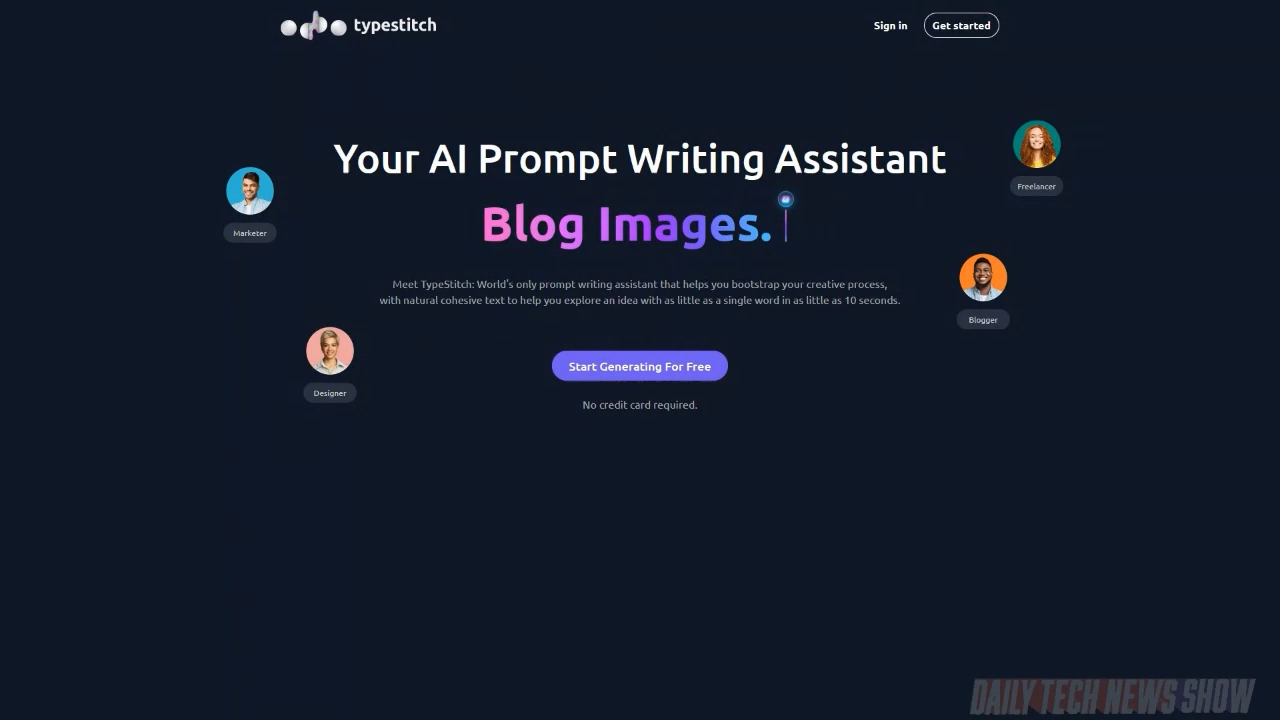 typestitch
Sign in
Get started
Your AI Prompt Writing Assistant
Blog Images.
Marketer
Freelancer
Meet TypeStitch: World's only prompt writing assistant that helps you bootstrap your creative process,
with natural cohesive text to help you explore an idea with as little as a single word in as little as 10 seconds.
Blogger
Start Generating For Free
Designer
No credit card required.
DAILY TECH NEWS SHOW